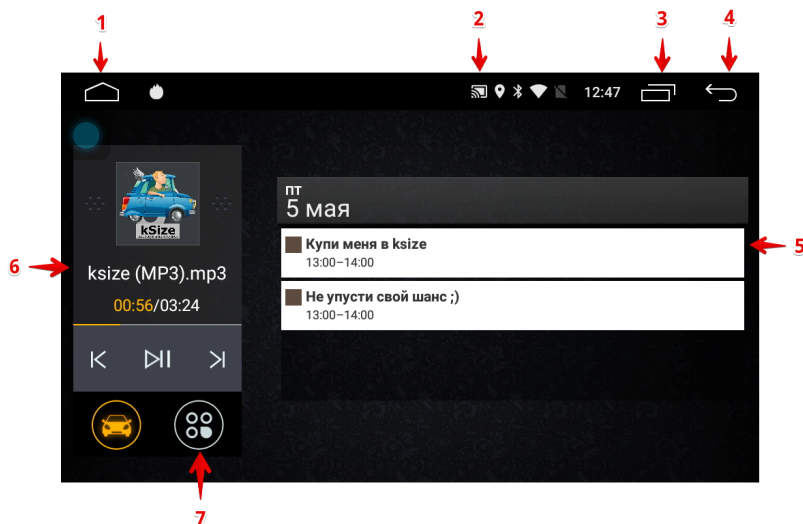 1
2
3
4
12:47
kSize
ksize (MP3).mp3
00:56/03:24
пт
5 мая
Купи меня в ksize
13:00–14:00
Не упусти свой шанс ;)
13:00–14:00
5
6
7